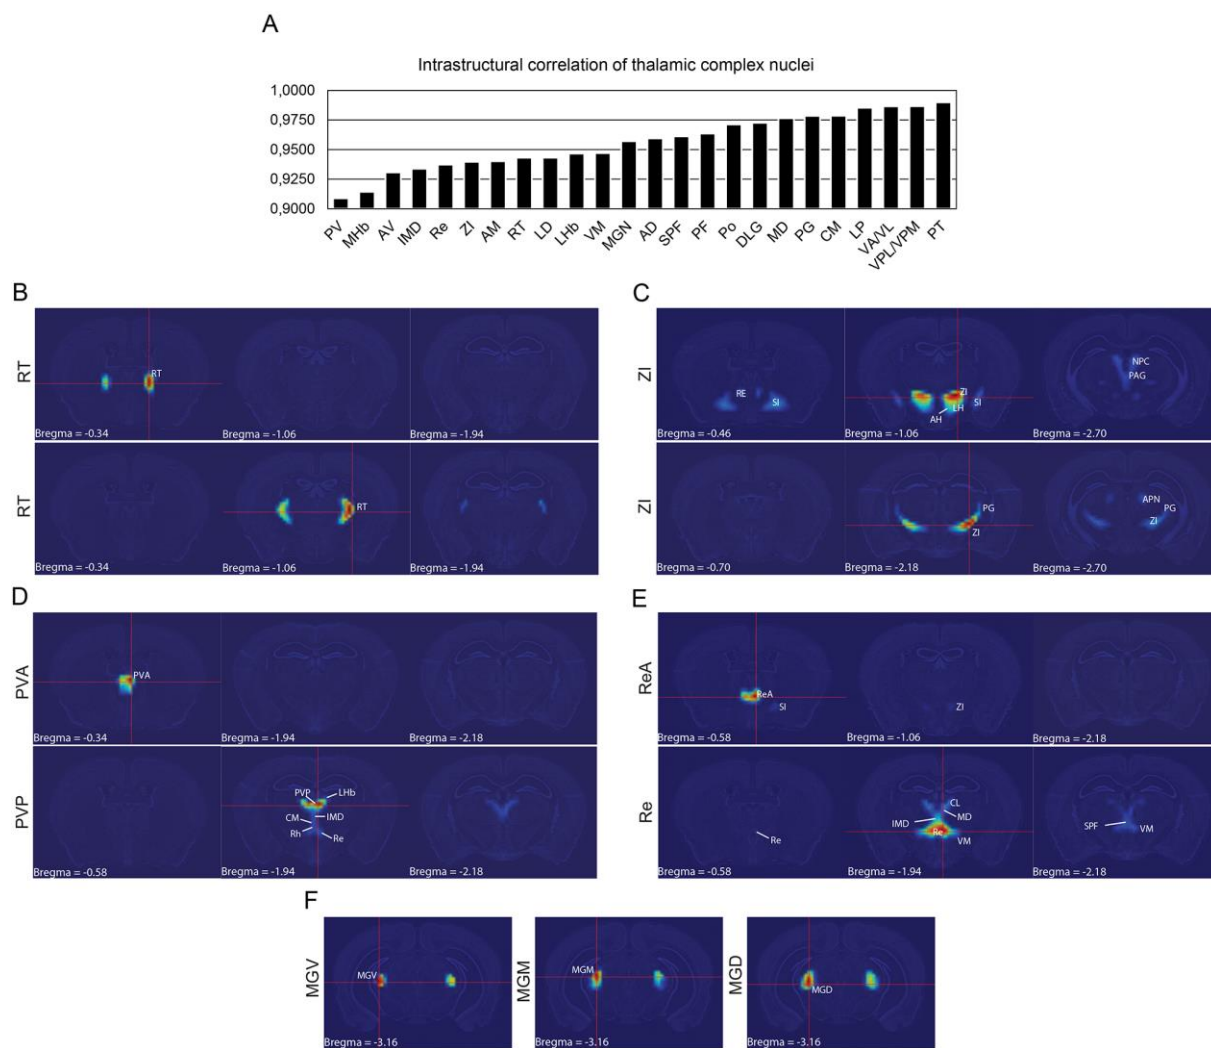 A
Intrastructural correlation of thalamic complex nuclei
1,0000
0,9750
0,9500
0,9250
0,9000
PV MHb AV IMD Re ZI AM RT LD LHb VM MGN AD SPF PF Po DLG MD PG CM LP VA/VL VPL/VPM PT
B
RT
RT
Bregma = -0.34
Bregma = -1.06
Bregma = -1.94
RT
RT
Bregma = -0.34
Bregma = -1.06
Bregma = -1.94
C
ZI
RE
SI
Bregma = -0.46
ZI
SI
LH
AH
Bregma = -1.06
NPC
PAG
Bregma = -2.70
ZI
Bregma = -0.70
PG
ZI
Bregma = -2.18
APN
PG
ZI
Bregma = -2.70
D
PVA
PVA
Bregma = -0.34
Bregma = -1.94
Bregma = -2.18
PVP
Bregma = -0.58
PVP
LHb
CM
IMD
Rh
Re
Bregma = -1.94
Bregma = -2.18
E
ReA
ReA
SI
Bregma = -0.58
ZI
Bregma = -1.06
Bregma = -2.18
Re
Re
Bregma = -0.58
CL
MD
IMD
Re
VM
Bregma = -1.94
SPF
VM
Bregma = -2.18
F
MGV
MGV
Bregma = -3.16
MGM
MGM
Bregma = -3.16
MGD
MGD
Bregma = -3.16